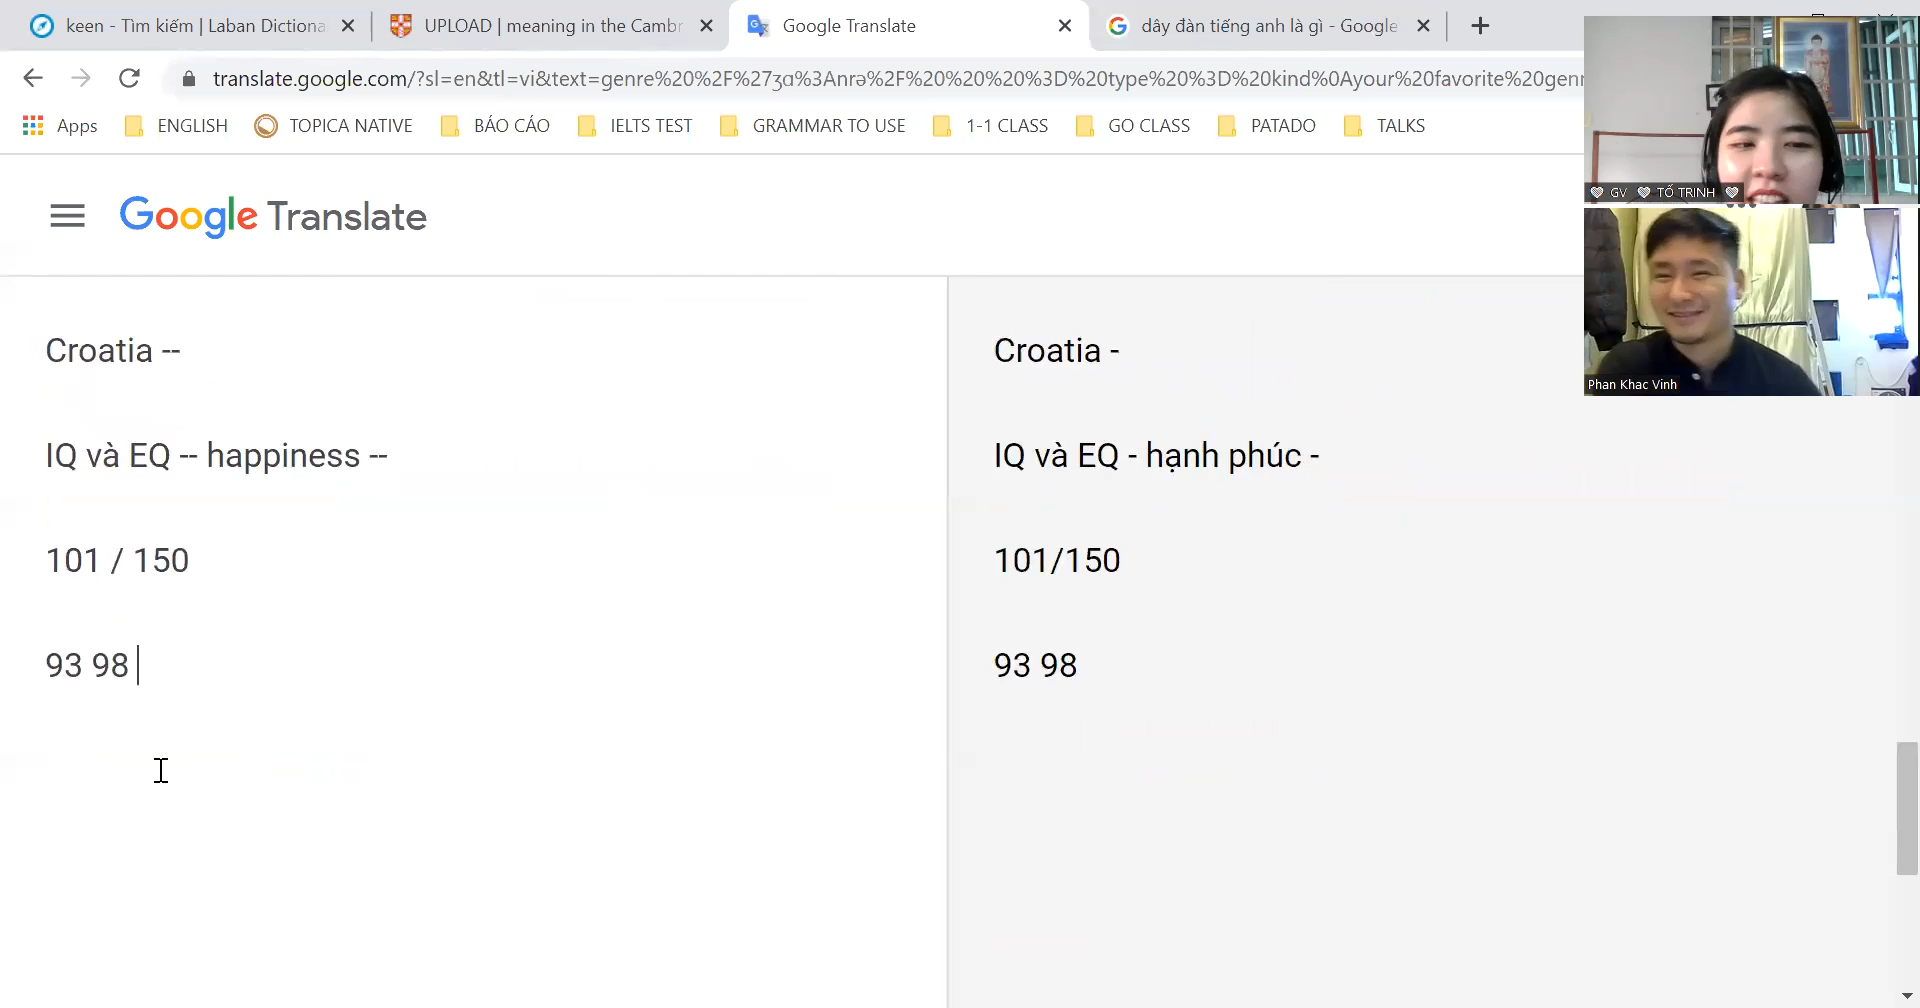 keen - Tìm kiếm | Laban Dictiona
UPLOAD | meaning in the Cambr
Google Translate
dây đàn tiếng anh là gì - Google
translate.google.com/?sl=en&tl=vi&text=genre%20%2F%27ʒɑ%3Anrə%2F%20%20%20%3D%20type%20%3D%20kind%0Ayour%20favorite%20genr
Apps
ENGLISH
TOPICA NATIVE
BÁO CÁO
IELTS TEST
GRAMMAR TO USE
1-1 CLASS
GO CLASS
PATADO
TALKS
GV TỐ TRINH
Google Translate
Phan Khac Vinh
Croatia --
Croatia -
IQ và EQ -- happiness --
IQ và EQ - hạnh phúc -
101 / 150
101/150
93 98
93 98